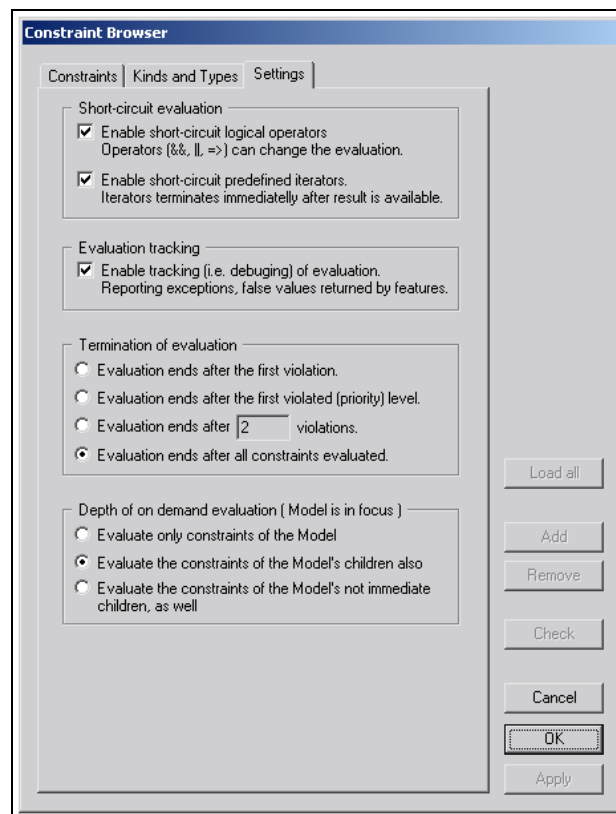 Constraint Browser
Constraints
Kinds and Types
Settings
Short-circuit evaluation
Enable short-circuit logical operators
Operators (&&, ||, =>) can change the evaluation.
Enable short-circuit predefined iterators.
Iterators terminates immediatelly after result is available.
Evaluation tracking
Enable tracking (i.e. debuging) of evaluation.
Reporting exceptions, false values returned by features.
Termination of evaluation
Evaluation ends after the first violation.
Evaluation ends after the first violated (priority) level.
Evaluation ends after 2 violations.
Evaluation ends after all constraints evaluated.
Depth of on demand evaluation ( Model is in focus )
Evaluate only constraints of the Model
Evaluate the constraints of the Model's children also
Evaluate the constraints of the Model's not immediate
children, as well
Load all
Add
Remove
Check
Cancel
OK
Apply